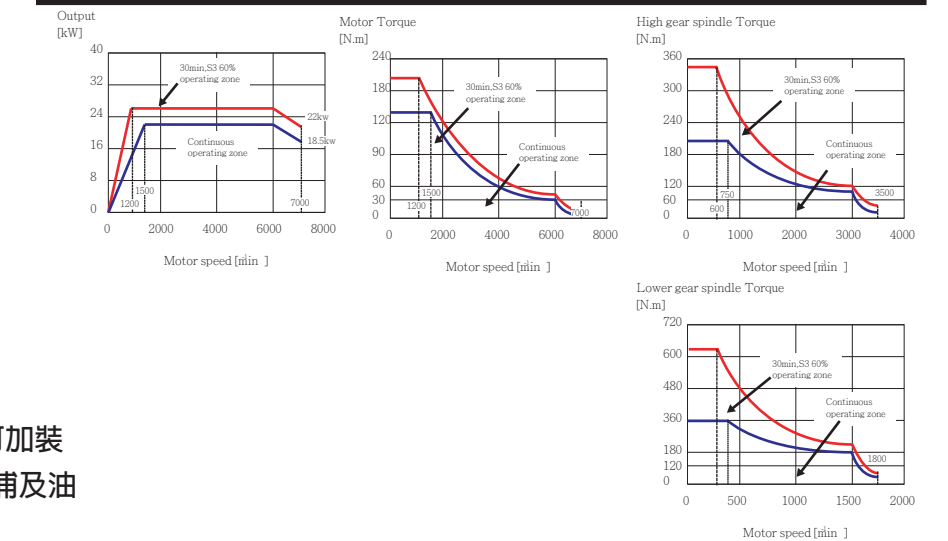 Output
[kW]
40
32
24
16
8
0
30min,S3 60%
operating zone
Continuous
operating zone
22kw
18.5kw
1500
1200
7000
0 2000 4000 6000 8000
Motor speed [min ]
Motor Torque
[N.m]
240
180
120
90
60
30
0
30min,S3 60%
operating zone
Continuous
operating zone
1500
1200
7000
0 2000 4000 6000 8000
Motor speed [min ]
High gear spindle Torque
[N.m]
360
300
240
180
120
60
0
30min,S3 60%
operating zone
Continuous
operating zone
750
600
3500
0 1000 2000 3000 4000
Motor speed [min ]
Lower gear spindle Torque
[N.m]
720
600
480
360
180
120
0
30min,S3 60%
operating zone
Continuous
operating zone
1800
0 500 1000 1500 2000
Motor speed [min ]
加裝
及油